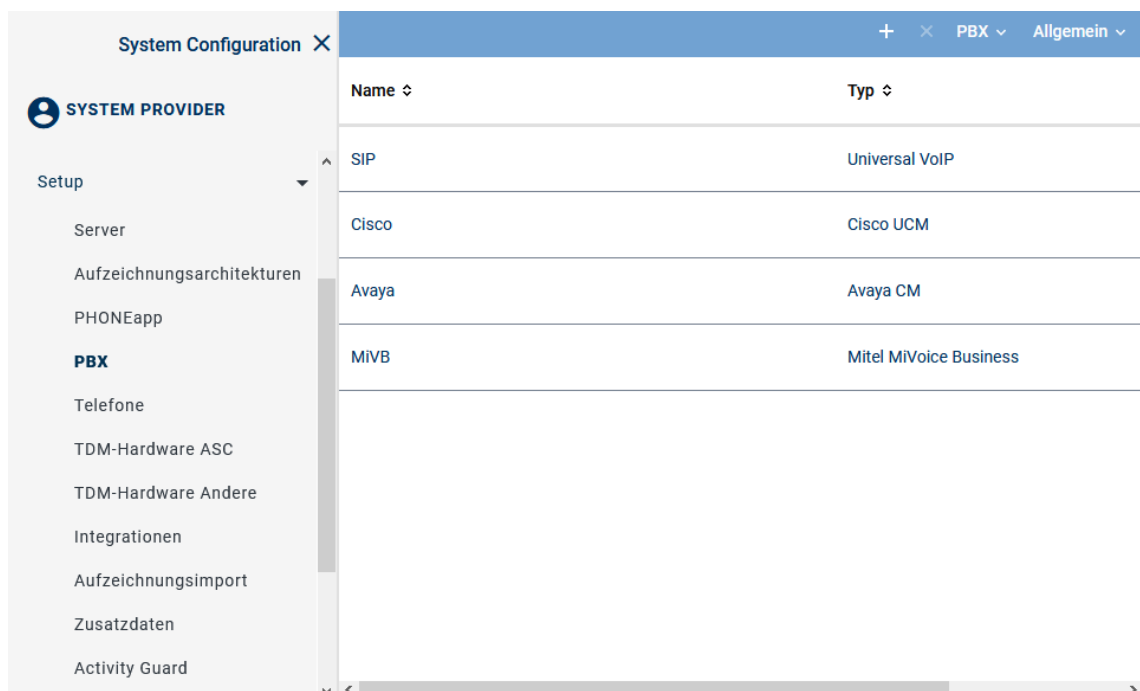 System Configuration
SYSTEM PROVIDER
Setup
Server
Aufzeichnungsarchitekturen
PHONEapp
PBX
Telefone
TDM-Hardware ASC
TDM-Hardware Andere
Integrationen
Aufzeichnungsimport
Zusatzdaten
Activity Guard
PBX Allgemein
Name Typ
SIP Universal VoIP
Cisco Cisco UCM
Avaya Avaya CM
MiVB Mitel MiVoice Business